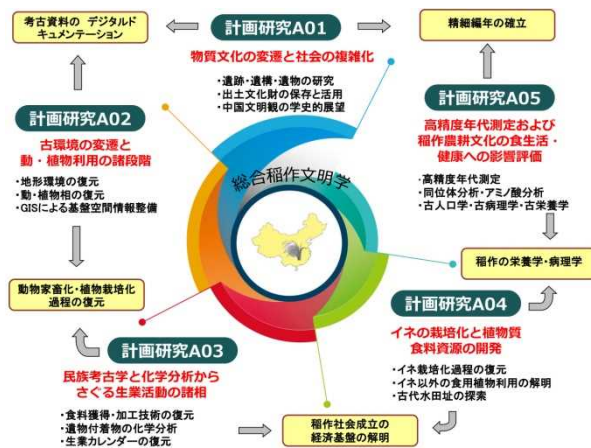 考古資料の デジタルド
キュメンテーション
計画研究A01
物質文化の変遷と社会の複雑化
・遺跡・遺構・遺物の研究
・出土文化財の保存と活用
・中国文明観の学史的展望
精細編年の確立
計画研究A02
古環境の変遷と
動・植物利用の諸段階
・地形環境の復元
・動・植物相の復元
・GISによる基盤空間情報整備
総合稲作文明学
計画研究A05
高精度年代測定および
稲作農耕文化の食生活・
健康への影響評価
・高精度年代測定
・同位体分析・アミノ酸分析
・古人口学・古病理学・古栄養学
動物家畜化・植物栽培化
過程の復元
稲作の栄養学・病理学
計画研究A03
民族考古学と化学分析から
さぐる生業活動の諸相
・食料獲得・加工技術の復元
・遺物付着物の化学分析
・生業カレンダーの復元
計画研究A04
イネの栽培化と植物質
食料資源の開発
・イネ栽培化過程の復元
・イネ以外の食用植物利用の解明
・古代水田址の探索
稲作社会成立の
経済基盤の解明